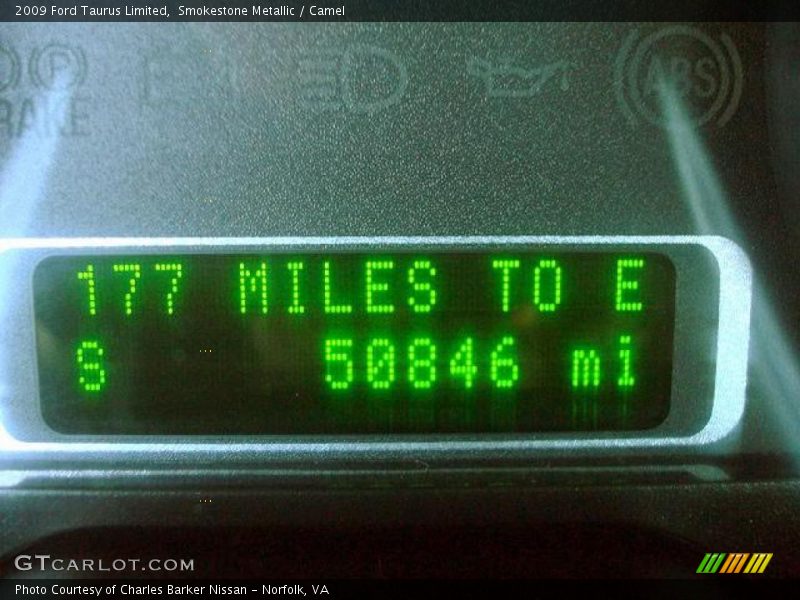 2009 Ford Taurus Limited,  Smokestone Metallic / Camel
P
BRAKE
ABS
177 MILES TO E
S 50846 mi
GTCARLOT.COM
Photo Courtesy of Charles Barker Nissan - Norfolk, VA